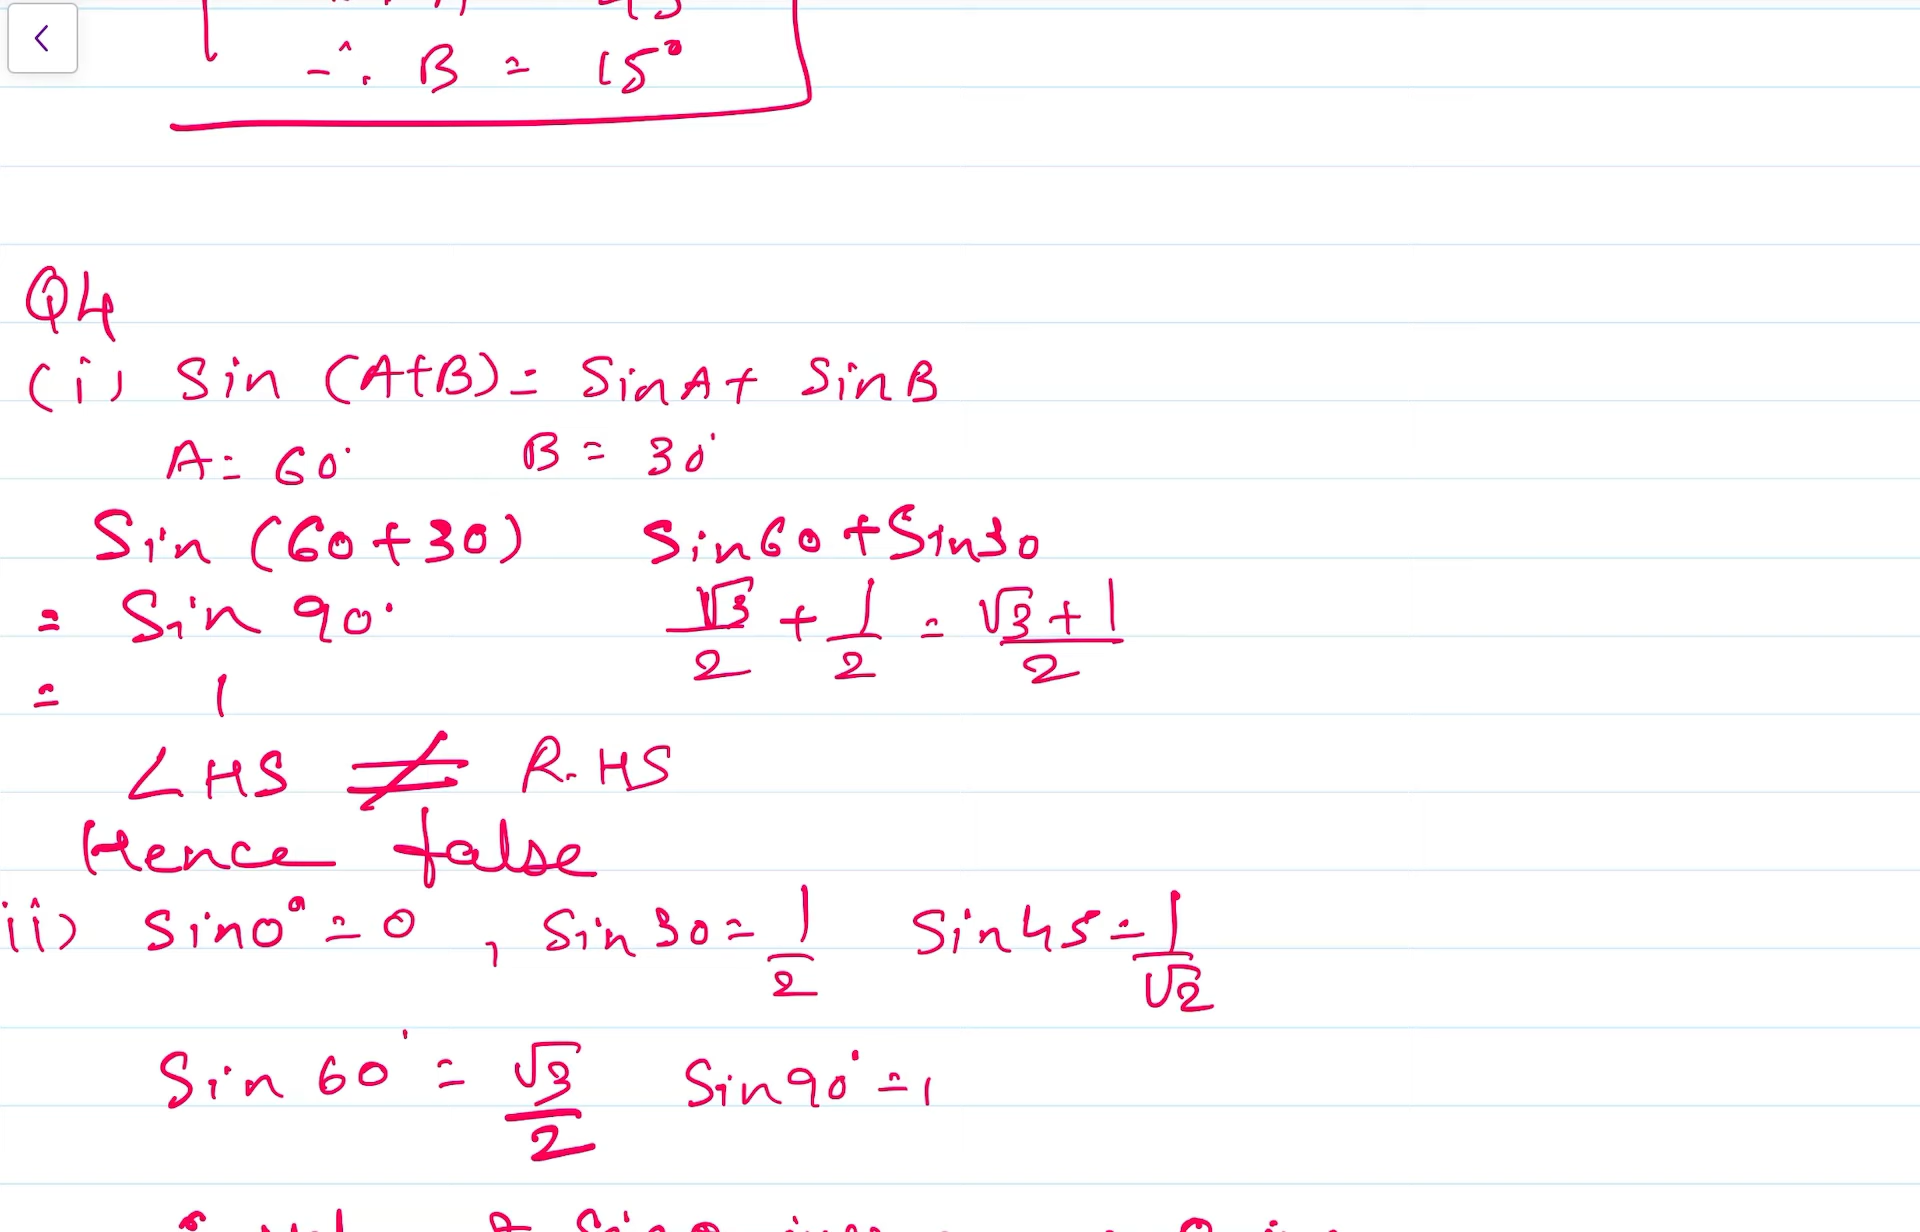 ∴ B = 15°
Q4
(i) Sin (A+B) = SinA + SinB
A = 60° B = 30°
Sin (60+30) Sin60 + Sin30
= Sin 90° √3/2 + 1/2 = √3+1/2
= 1
LHS ≠ R.HS
Hence false
ii) Sin0° = 0 , Sin 30 = 1/2 Sin45 = 1/√2
Sin 60° = √3/2 Sin90° = 1